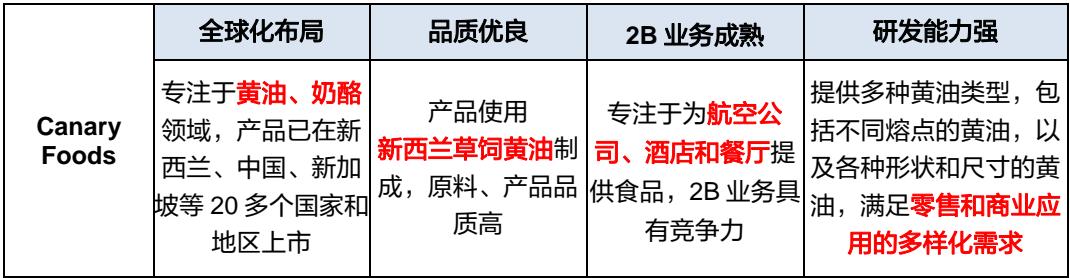 全球化布局
品质优良
2B 业务成熟
研发能力强
Canary
Foods
专注于黄油、奶酪
领域，产品已在新
西兰、中国、新加
坡等 20 多个国家和
地区上市
产品使用
新西兰草饲黄油制
成，原料、产品品
质高
专注于为航空公
司、酒店和餐厅提
供食品，2B 业务具
有竞争力
提供多种黄油类型，包
括不同熔点的黄油，以
及各种形状和尺寸的黄
油，满足零售和商业应
用的多样化需求